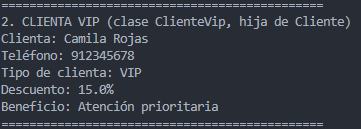 =============================================
2. CLIENTA VIP (clase ClienteVip, hija de Cliente)
Clienta: Camila Rojas
Teléfono: 912345678
Tipo de clienta: VIP
Descuento: 15.0%
Beneficio: Atención prioritaria
=============================================